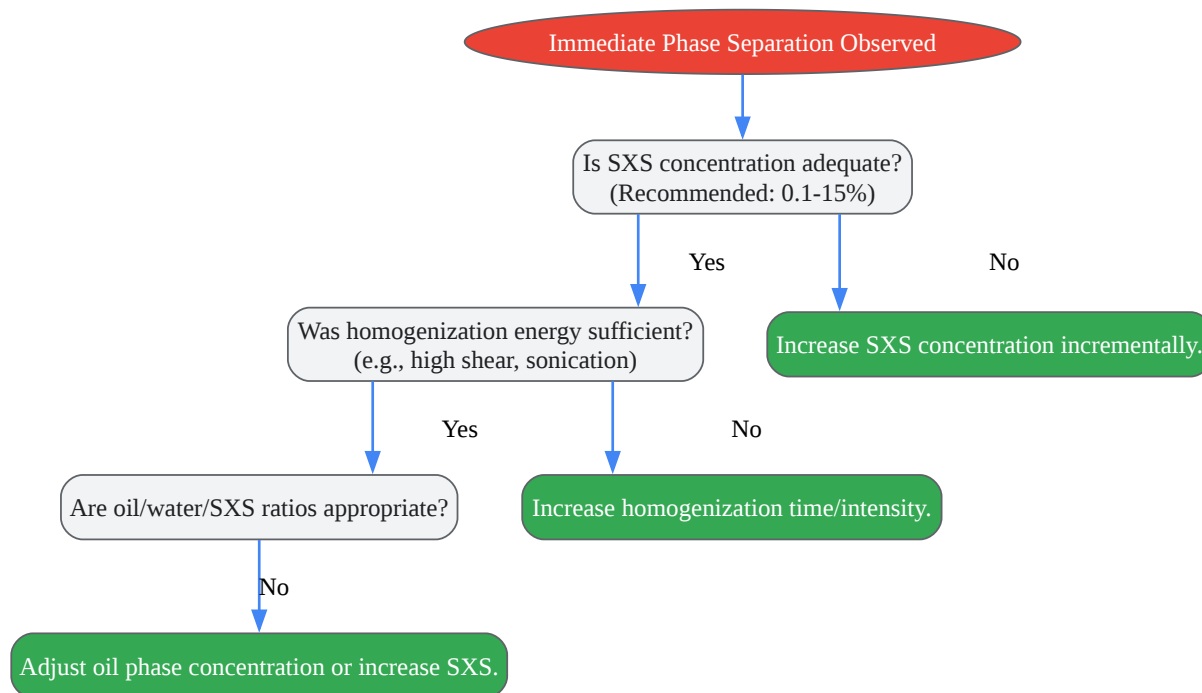 Immediate Phase Separation Observed
Is SXS concentration adequate?
(Recommended: 0.1-15%)
Yes
No
Was homogenization energy sufficient?
(e.g., high shear, sonication)
Increase SXS concentration incrementally.
Yes
No
Are oil/water/SXS ratios appropriate?
Increase homogenization time/intensity.
No
Adjust oil phase concentration or increase SXS.